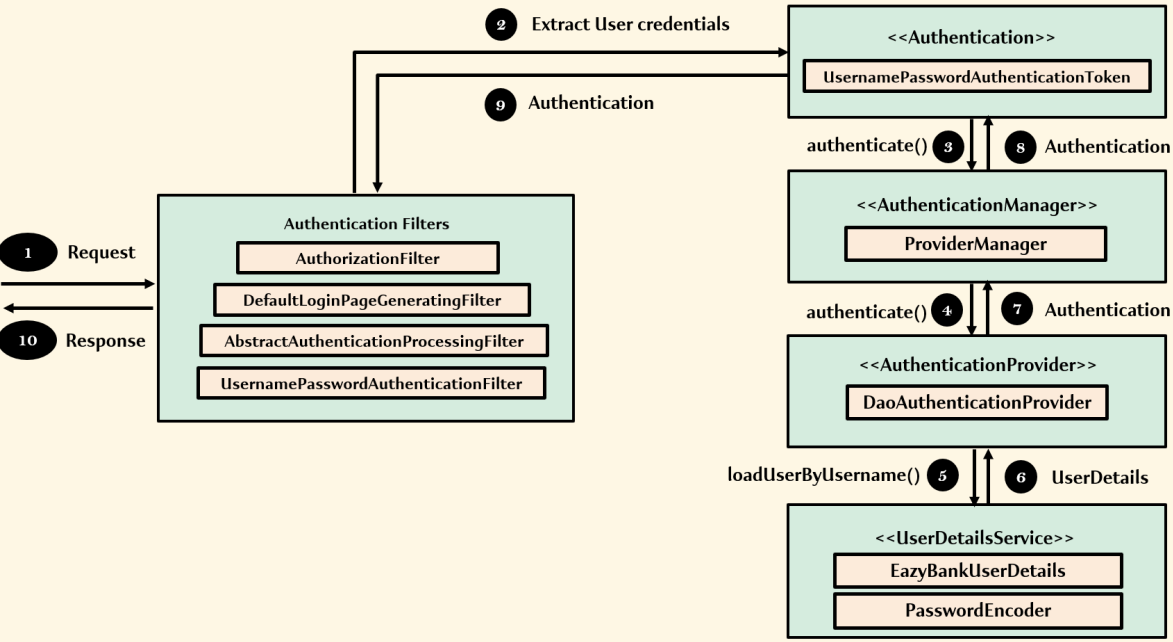 2 Extract User credentials
9 Authentication
<<Authentication>>
UsernamePasswordAuthenticationToken
authenticate() 3
8 Authentication
<<AuthenticationManager>>
ProviderManager
authenticate() 4
7 Authentication
<<AuthenticationProvider>>
DaoAuthenticationProvider
loadUserByUsername() 5
6 UserDetails
<<UserDetailsService>>
EazyBankUserDetails
PasswordEncoder
1 Request
10 Response
Authentication Filters
AuthorizationFilter
DefaultLoginPageGeneratingFilter
AbstractAuthenticationProcessingFilter
UsernamePasswordAuthenticationFilter